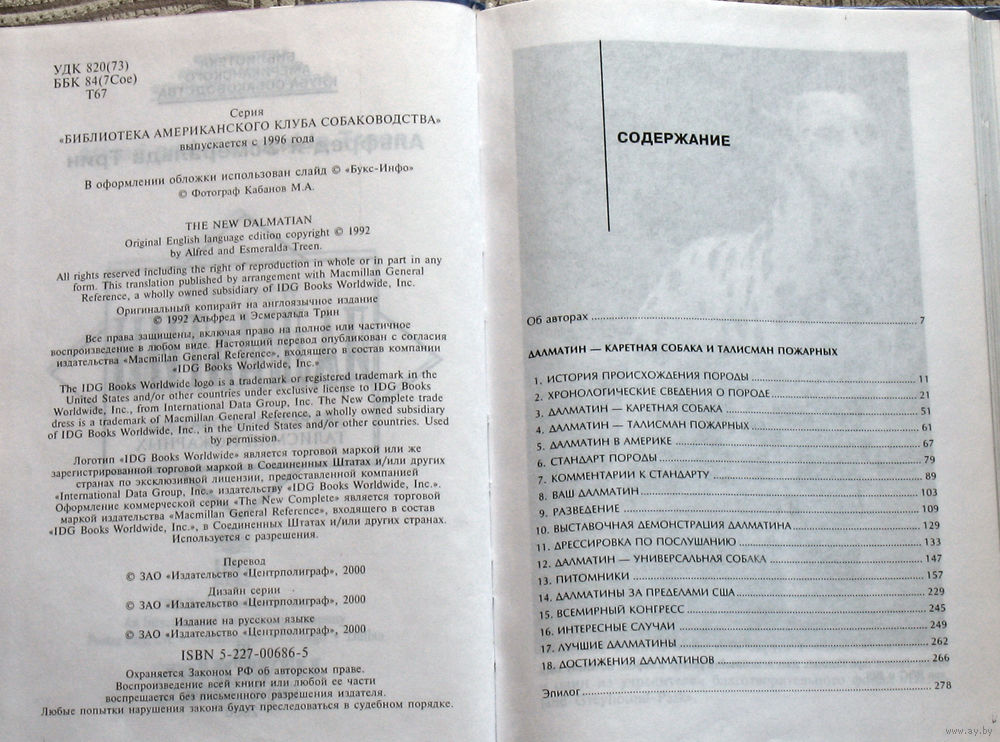 УДК 820(73)
ББК 84(7Сое)
Т67
Серия
«БИБЛИОТЕКА АМЕРИКАНСКОГО КЛУБА СОБАКОВОДСТВА»
выпускается с 1996 года
В оформлении обложки использован слайд © «Букс-Инфо»
© Фотограф Кабанов М.А.
THE NEW DALMATIAN
Original English language edition copyright © 1992
by Alfred and Esmeralda Treen.
All rights reserved including the right of reproduction in whole or in part in any
form. This translation published by arrangement with Macmillan General
Reference, a wholly owned subsidiary of IDG Books Worldwide, Inc.
Оригинальный копирайт на англоязычное издание
© 1992 Альфред и Эсмеральда Трин
Все права защищены, включая право на полное или частичное
воспроизведение в любом виде. Настоящий перевод опубликован с согласия
издательства «Macmillan General Reference», входящего в состав компании
«IDG Books Worldwide, Inc.»
The IDG Books Worldwide logo is a trademark or registered trademark in the
United States and/or other countries under exclusive license to IDG Books
Worldwide, Inc., from International Data Group, Inc. The New Complete trade
dress is a trademark of Macmillan General Reference, a wholly owned subsidiary
of IDG Books Worldwide, Inc., in the United States and/or other countries. Used
by permission.
Логотип «IDG Books Worldwide» является торговой маркой или же
зарегистрированной торговой маркой в Соединенных Штатах и/или других
странах по эксклюзивной лицензии, предоставленной компанией
«International Data Group, Inc.» издательству «IDG Books Worldwide, Inc.».
Оформление коммерческой серии «The New Complete» является торговой
маркой издательства «Macmillan General Reference», входящего в состав
«IDG Books Worldwide, Inc.», в Соединенных Штатах и/или других странах.
Используется с разрешения.
Перевод
© ЗАО «Издательство «Центрполиграф», 2000
Дизайн серии
© ЗАО «Издательство «Центрполиграф», 2000
Издание на русском языке
© ЗАО «Издательство «Центрполиграф», 2000
ISBN 5-227-00686-5
Охраняется Законом РФ об авторском праве.
Воспроизведение всей книги или любой ее части
воспрещается без письменного разрешения издателя.
Любые попытки нарушения закона будут преследоваться в судебном порядке.
СОДЕРЖАНИЕ
Об авторах 7
ДАЛМАТИН — КАРЕТНАЯ СОБАКА И ТАЛИСМАН ПОЖАРНЫХ
1. ИСТОРИЯ ПРОИСХОЖДЕНИЯ ПОРОДЫ 11
2. ХРОНОЛОГИЧЕСКИЕ СВЕДЕНИЯ О ПОРОДЕ 21
3. ДАЛМАТИН — КАРЕТНАЯ СОБАКА 51
4. ДАЛМАТИН — ТАЛИСМАН ПОЖАРНЫХ 61
5. ДАЛМАТИН В АМЕРИКЕ 67
6. СТАНДАРТ ПОРОДЫ 79
7. КОММЕНТАРИИ К СТАНДАРТУ 89
8. ВАШ ДАЛМАТИН 103
9. РАЗВЕДЕНИЕ 109
10. ВЫСТАВОЧНАЯ ДЕМОНСТРАЦИЯ ДАЛМАТИНА 129
11. ДРЕССИРОВКА ПО ПОСЛУШАНИЮ 133
12. ДАЛМАТИН — УНИВЕРСАЛЬНАЯ СОБАКА 147
13. ПИТОМНИКИ 157
14. ДАЛМАТИНЫ ЗА ПРЕДЕЛАМИ США 229
15. ВСЕМИРНЫЙ КОНГРЕСС 245
16. ИНТЕРЕСНЫЕ СЛУЧАИ 249
17. ЛУЧШИЕ ДАЛМАТИНЫ 262
18. ДОСТИЖЕНИЯ ДАЛМАТИНОВ 266
Эпилог 278
www.ay.by